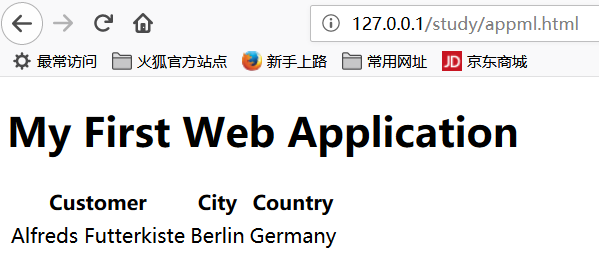 127.0.0.1/study/appml.html
最常访问 火狐官方站点 新手上路 常用网址 JD 京东商城
My First Web Application
Customer City Country
Alfreds Futterkiste Berlin Germany